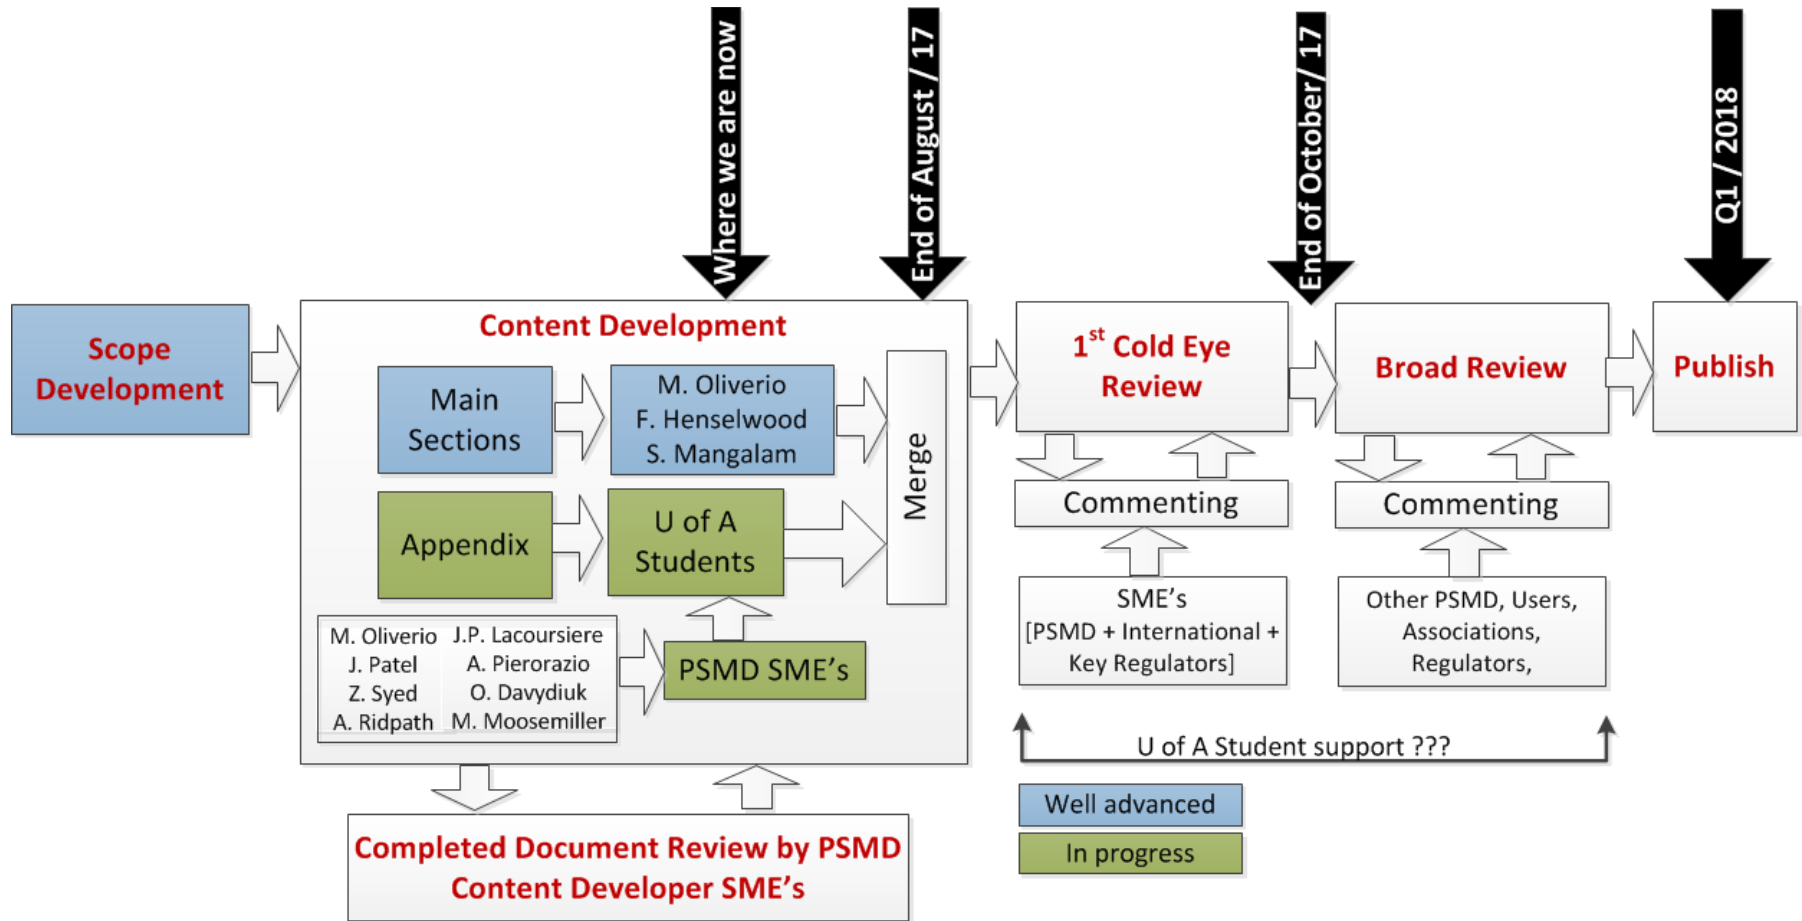 Where we are now
End of August / 17
End of October/ 17
Q1 / 2018
Scope
Development
Content Development
Main
Sections
M. Oliverio
F. Henselwood
S. Mangalam
Appendix
U of A
Students
Merge
M. Oliverio
J. Patel
Z. Syed
A. Ridpath
J.P. Lacoursiere
A. Pierorazio
O. Davydiuk
M. Moosemiller
PSMD SME's
Completed Document Review by PSMD
Content Developer SME's
1st Cold Eye
Review
Commenting
SME's
[PSMD + International +
Key Regulators]
Broad Review
Commenting
Other PSMD, Users,
Associations,
Regulators,
Publish
U of A Student support ???
Well advanced
In progress